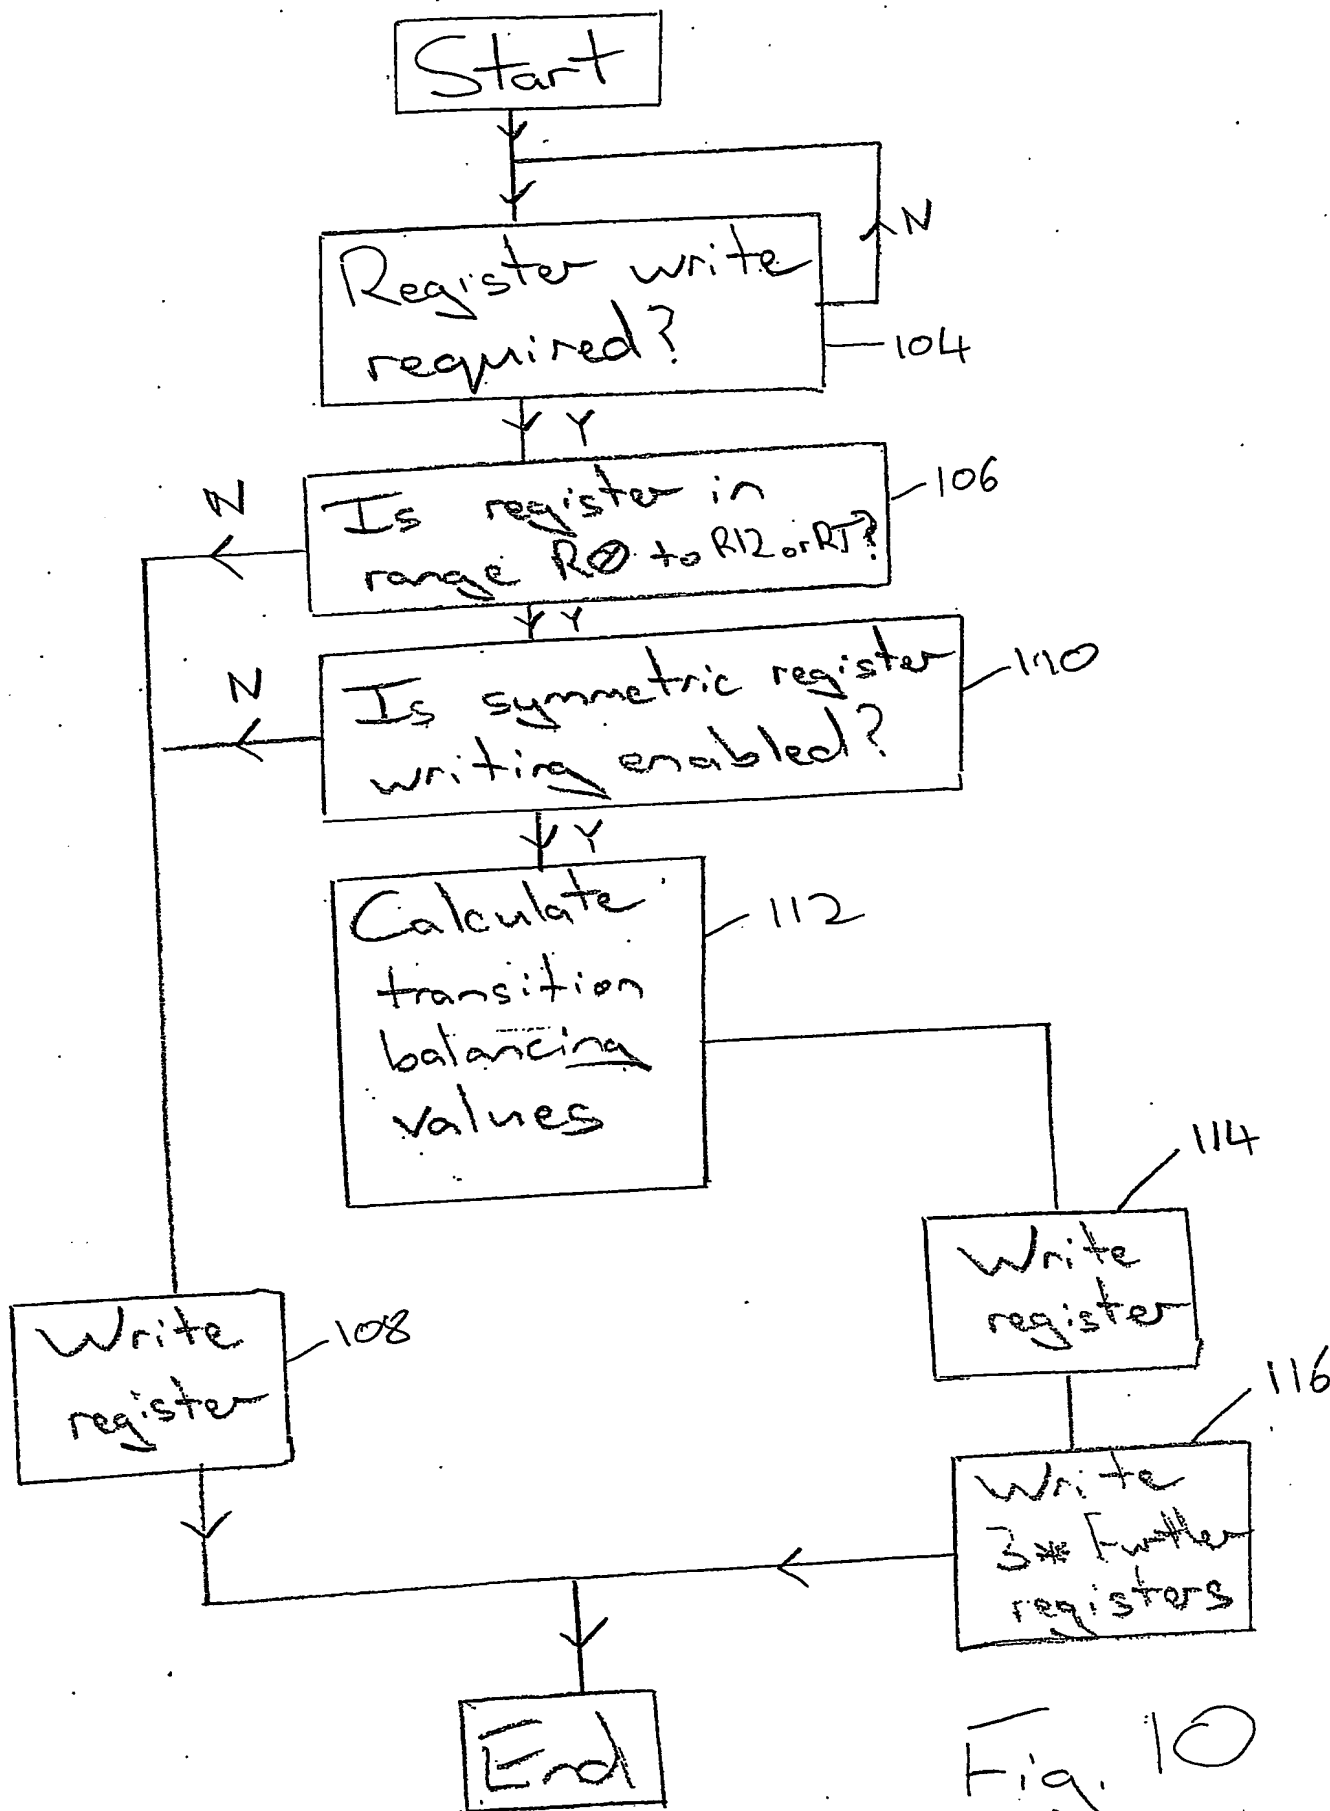 Start
N
Register write
required?
104
Y
N
Is register in
range R0 to R12 or RT?
106
Y
N
Is symmetric register
writing enabled?
110
Y
Calculate
transition
balancing
values
112
114
Write
register
Write
register
108
116
Write
3* Further
registers
End
Fig. 10